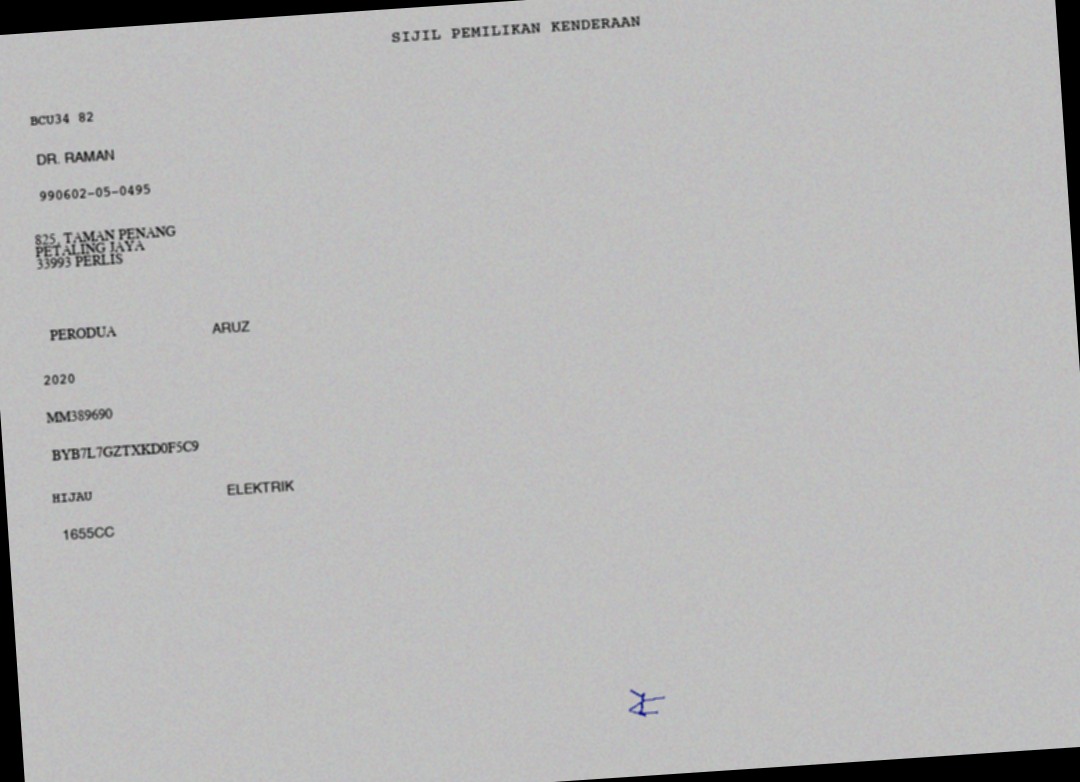 SIJIL PEMILIKAN KENDERAAN
BCU34 82
DR. RAMAN
990602-05-0495
825, TAMAN PENANG
PETALING JAYA
33993 PERLIS
PERODUA ARUZ
2020
MM389690
BYB7L7GZTXKD0F5C9
HIJAU ELEKTRIK
1655CC